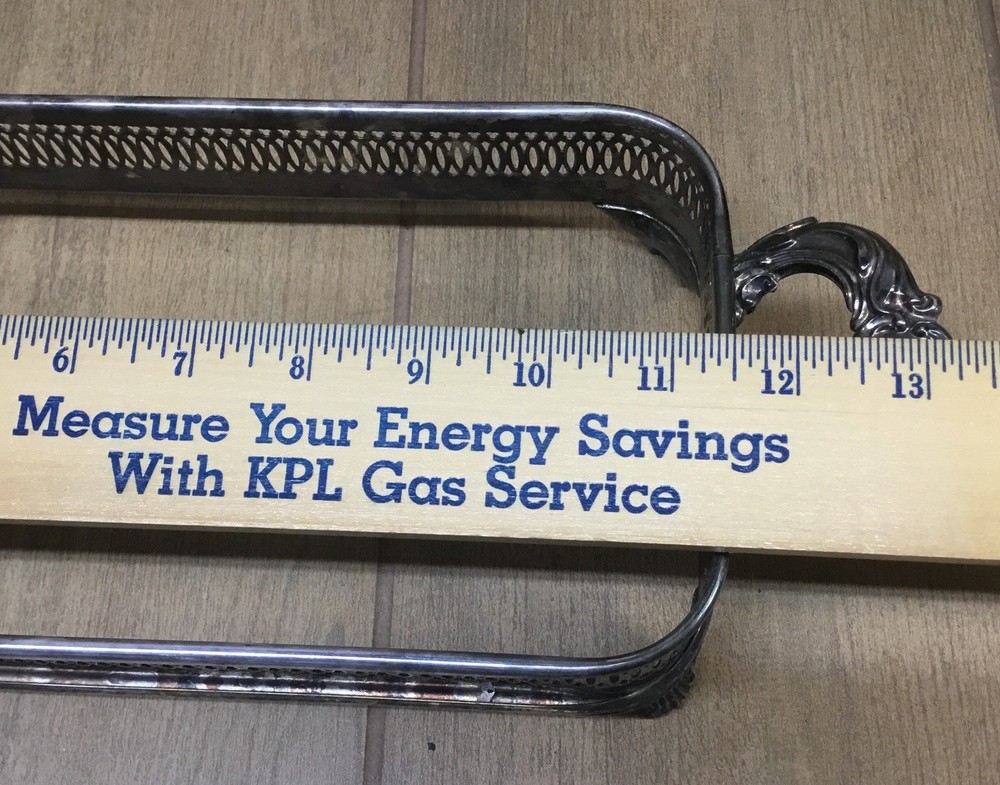 6 7 8 9 10 11 12 13
Measure Your Energy Savings
With KPL Gas Service